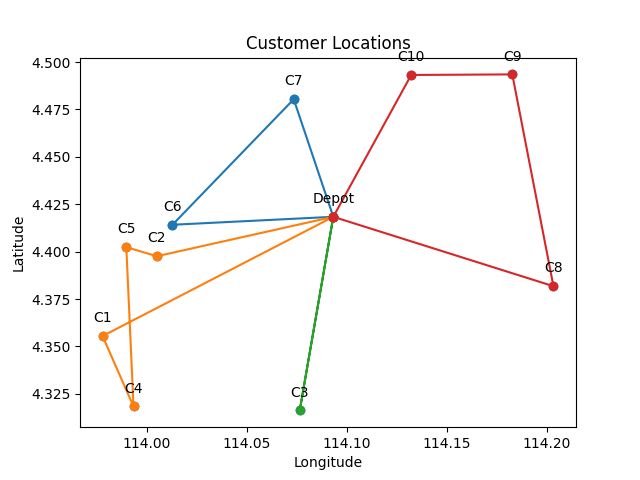 Customer Locations
C10
C9
4.500
C7
4.475
4.450
Depot
C6
4.425
C5
C2
4.400
C8
4.375
C1
4.350
C4
C3
4.325
114.00
114.05
114.10
114.15
114.20
Longitude
Latitude